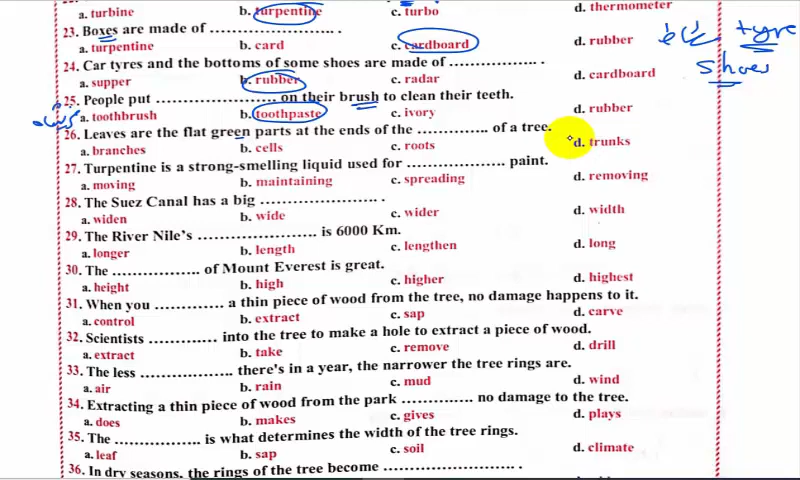 a. turbine b. turpentine c. turbo d. thermometer
23. Boxes are made of ........................... .
a. turpentine b. card c. cardboard d. rubber
tyre
24. Car tyres and the bottoms of some shoes are made of .................. .
shoes
a. supper b. rubber c. radar d. cardboard
25. People put ........................ on their brush to clean their teeth.
a. toothbrush b. toothpaste c. ivory d. rubber
26. Leaves are the flat green parts at the ends of the .............. of a tree.
a. branches b. cells c. roots d. trunks
27. Turpentine is a strong-smelling liquid used for .................. paint.
a. moving b. maintaining c. spreading d. removing
28. The Suez Canal has a big ........................ .
a. widen b. wide c. wider d. width
29. The River Nile's ....................... is 6000 Km.
a. longer b. length c. lengthen d. long
30. The ................. of Mount Everest is great.
a. height b. high c. higher d. highest
31. When you ............. a thin piece of wood from the tree, no damage happens to it.
a. control b. extract c. sap d. carve
32. Scientists ............. into the tree to make a hole to extract a piece of wood.
a. extract b. take c. remove d. drill
33. The less ................. there's in a year, the narrower the tree rings are.
a. air b. rain c. mud d. wind
34. Extracting a thin piece of wood from the park ............. no damage to the tree.
a. does b. makes c. gives d. plays
35. The ................. is what determines the width of the tree rings.
a. leaf b. sap c. soil d. climate
36. In dry seasons, the rings of the tree become .......................... .